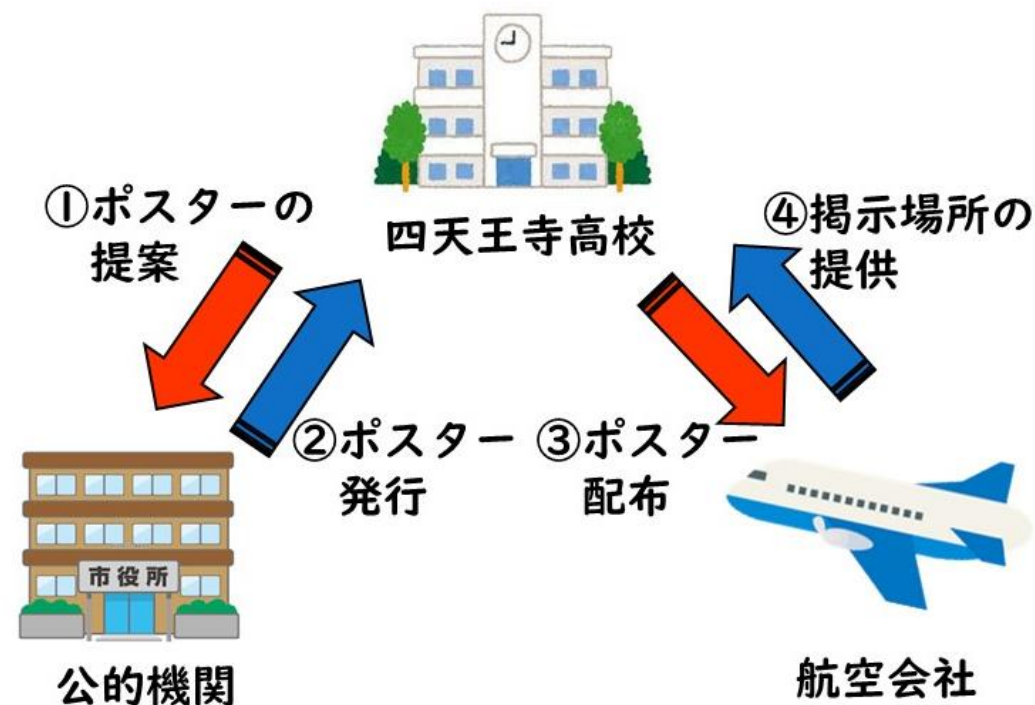 ①ポスターの
提案
四天王寺高校
④掲示場所の
提供
②ポスター
発行
③ポスター
配布
市役所
公的機関
航空会社